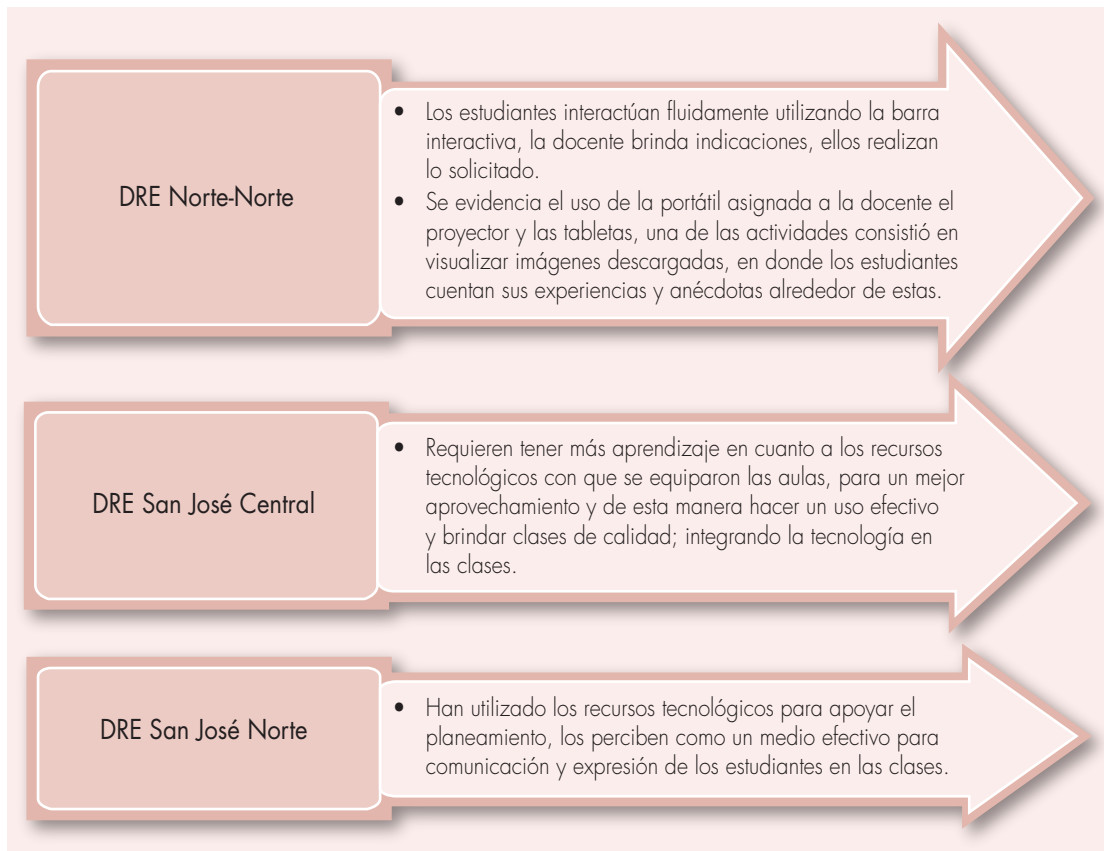 DRE Norte-Norte
• Los estudiantes interactúan fluidamente utilizando la barra
interactiva, la docente brinda indicaciones, ellos realizan
lo solicitado.
• Se evidencia el uso de la portátil asignada a la docente el
proyector y las tabletas, una de las actividades consistió en
visualizar imágenes descargadas, en donde los estudiantes
cuentan sus experiencias y anécdotas alrededor de estas.
DRE San José Central
• Requieren tener más aprendizaje en cuanto a los recursos
tecnológicos con que se equiparon las aulas, para un mejor
aprovechamiento y de esta manera hacer un uso efectivo
y brindar clases de calidad; integrando la tecnología en
las clases.
DRE San José Norte
• Han utilizado los recursos tecnológicos para apoyar el
planeamiento, los perciben como un medio efectivo para
comunicación y expresión de los estudiantes en las clases.